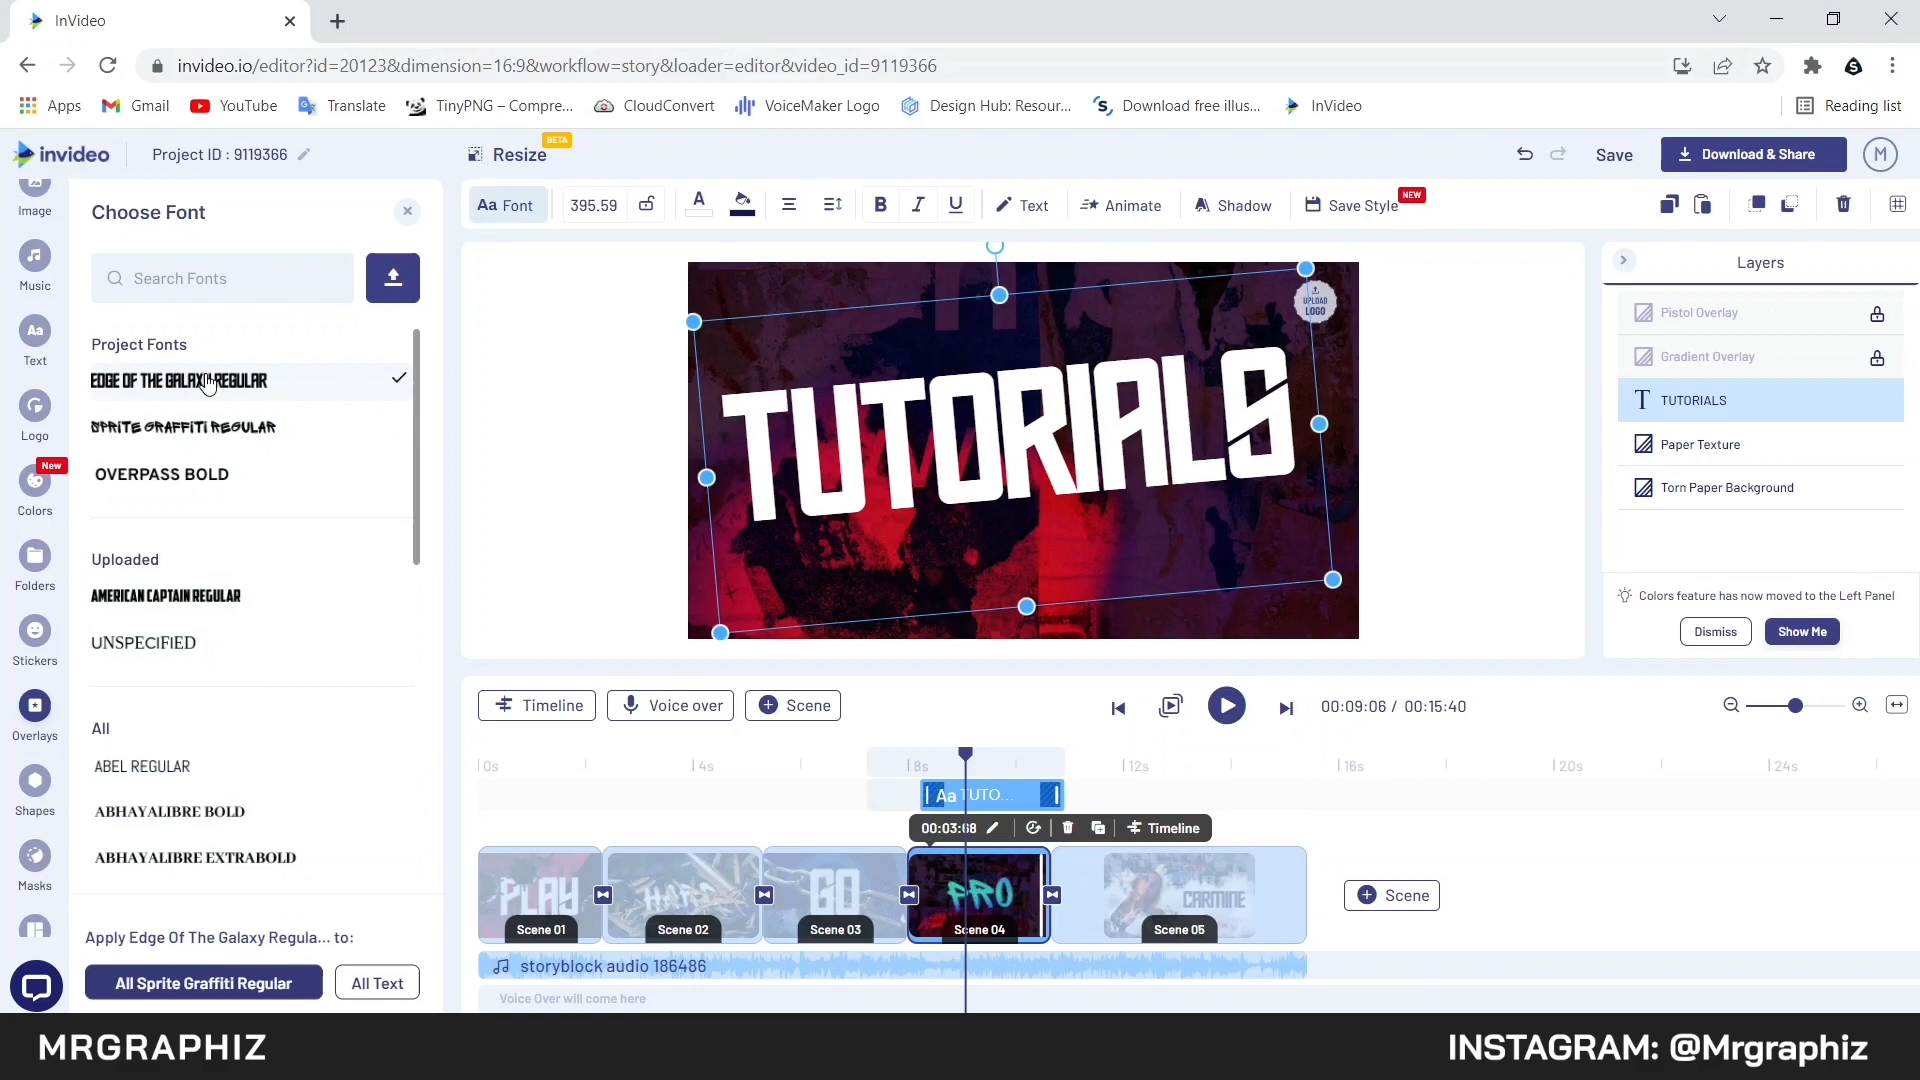 InVideo
invideo.io/editor?id=20123&dimension=16:9&workflow=story&loader=editor&video_id=9119366
Apps
Gmail
YouTube
Translate
TinyPNG – Compre...
CloudConvert
VoiceMaker Logo
Design Hub: Resour...
Download free illus...
InVideo
Reading list
invideo
Project ID : 9119366
Resize
BETA
Save
Download & Share
M
Image
Music
Text
Logo
New
Colors
Folders
Stickers
Overlays
Shapes
Masks
Choose Font
Search Fonts
Project Fonts
EDGE OF THE GALAXY REGULAR
SPRITE GRAFFITI REGULAR
OVERPASS BOLD
Uploaded
AMERICAN CAPTAIN REGULAR
UNSPECIFIED
All
ABEL REGULAR
ABHAYALIBRE BOLD
ABHAYALIBRE EXTRABOLD
Apply Edge Of The Galaxy Regula... to:
All Sprite Graffiti Regular
All Text
Aa Font
395.59
A
B
I
U
Text
Animate
Shadow
Save Style
NEW
UPLOAD
LOGO
TUTORIALS
Layers
Pistol Overlay
Gradient Overlay
T TUTORIALS
Paper Texture
Torn Paper Background
Colors feature has now moved to the Left Panel
Dismiss
Show Me
Timeline
Voice over
Scene
00:09:06 / 00:15:40
0s
4s
8s
12s
16s
20s
24s
Aa TUTO...
00:03:68
Timeline
PLAY
Scene 01
Scene 02
GO
Scene 03
PRO
Scene 04
CARMINE
Scene 05
Scene
storyblock audio 186486
Voice Over will come here
MRGRAPHIZ
INSTAGRAM: @Mrgraphiz